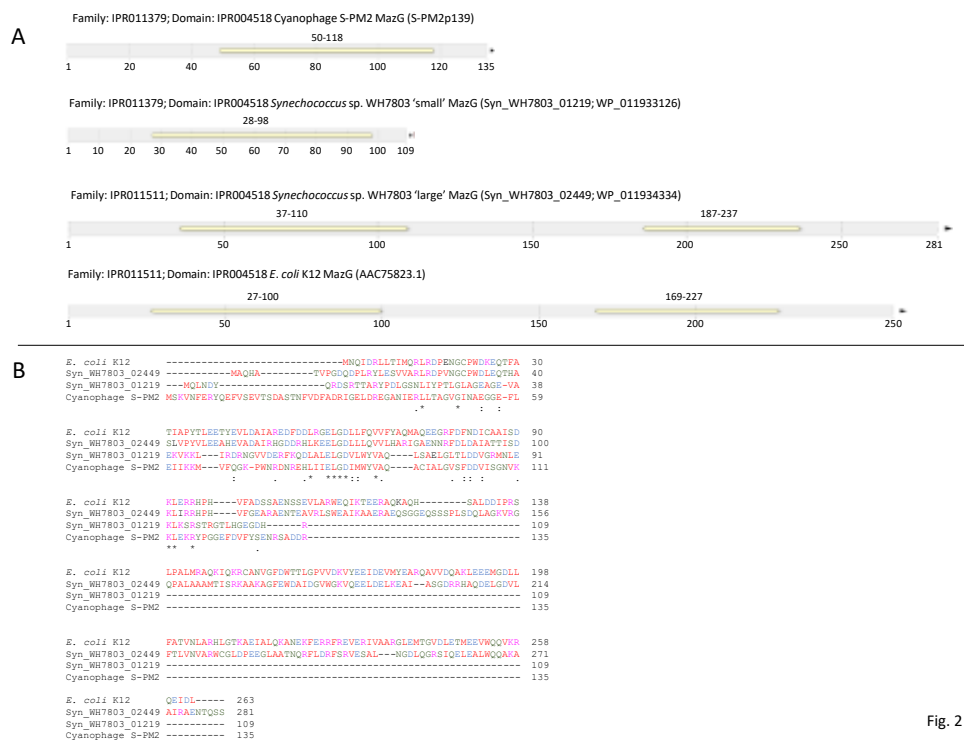 A
Family: IPR011379; Domain: IPR004518 Cyanophage S-PM2 MazG (S-PM2p139)
50-118
1 20 40 60 80 100 120 135
Family: IPR011379; Domain: IPR004518 Synechococcus sp. WH7803 ‘small’ MazG (Syn_WH7803_01219; WP_011933126)
28-98
1 10 20 30 40 50 60 70 80 90 100 109
Family: IPR011511; Domain: IPR004518 Synechococcus sp. WH7803 ‘large’ MazG (Syn_WH7803_02449; WP_011934334)
37-110 187-237
1 50 100 150 200 250 281
Family: IPR011511; Domain: IPR004518 E. coli K12 MazG (AAC75823.1)
27-100 169-227
1 50 100 150 200 250
B
E. coli K12 ------------------------------MNQIDRLLTIMQRLRDPENGCPWDKEQTFA 30
Syn_WH7803_02449 -----------MAQHA---------TVPGDQDPLRYLESVVARLRDPVNGCPWDLEQTHA 40
Syn_WH7803_01219 ---MQLNDY------------------QRDSRTTARYPDLGSNLIYPTLGLAGEAGE-VA 38
Cyanophage S-PM2 MSKVNFERYQEFVSEVTSDASTNFVDFADRIGELDREGANIERLLTAGVGINAEGGE-FL 59
.* * : :
E. coli K12 TIAPYTLEETYEVLDAIAREDFDDLRGELGDLLFQVVFYAQMAQEEGRFDFNDICAAISD 90
Syn_WH7803_02449 SLVPYVLEEAHEVADAIRHGDDRHLKEELGDLLLQVVLHARIGAENNRFDLDAIATTISD 100
Syn_WH7803_01219 EKVKKL---IRDRNGVVDERFKQDLALELGDVLWYVAQ----LSAELGLTLDDVGRMNLE 91
Cyanophage S-PM2 EIIKKM---VFQGK-PWNRDNREHLIIELGDIMWYVAQ----ACIALGVSFDDVISGNVK 111
: . .* ****:: *. . :: : .
E. coli K12 KLERRHPH---VFADSSAENSSEVLARWEQIKTEERAQKAQH------SALDDIPRS 138
Syn_WH7803_02449 KLIRRHPH---VFGEARAENTEAVRLSWEAIKAAERAEQSGGEQSSSPLSDQLAGKVRG 156
Syn_WH7803_01219 KLKSRSTRGTLHGEGDH-----R------------------------------------ 109
Cyanophage S-PM2 KLEKRYPGGEFDVFYSENRSADDR----------------------------------- 135
** * .
E. coli K12 LPALMRAQKIQKRCANVGFDWTTLGPVVDKVYEEIDEVMYEARQAVVDQAKLEEEMGDLL 198
Syn_WH7803_02449 QPALAAAMTISRKAAKAGFEWDAIDGVWGKVQEELDELKEAI--ASGDRRHAQDELGDVL 214
Syn_WH7803_01219 ------------------------------------------------------------ 109
Cyanophage S-PM2 ------------------------------------------------------------ 135
E. coli K12 FATVNLARHLGTKAEIALQKANEKFERRFREVERIVAARGLEMTGVDLETMEEVWQQVKR 258
Syn_WH7803_02449 FTLVNVARWCGLDPEEGLAATNQRFLDRFSRVESAL---NGDLQGRSIQELEALWQQAKA 271
Syn_WH7803_01219 ------------------------------------------------------------ 109
Cyanophage S-PM2 ------------------------------------------------------------ 135
E. coli K12 QEIDL----- 263
Syn_WH7803_02449 AIRAENTQSS 281
Syn_WH7803_01219 ---------- 109
Cyanophage S-PM2 ---------- 135
Fig. 2